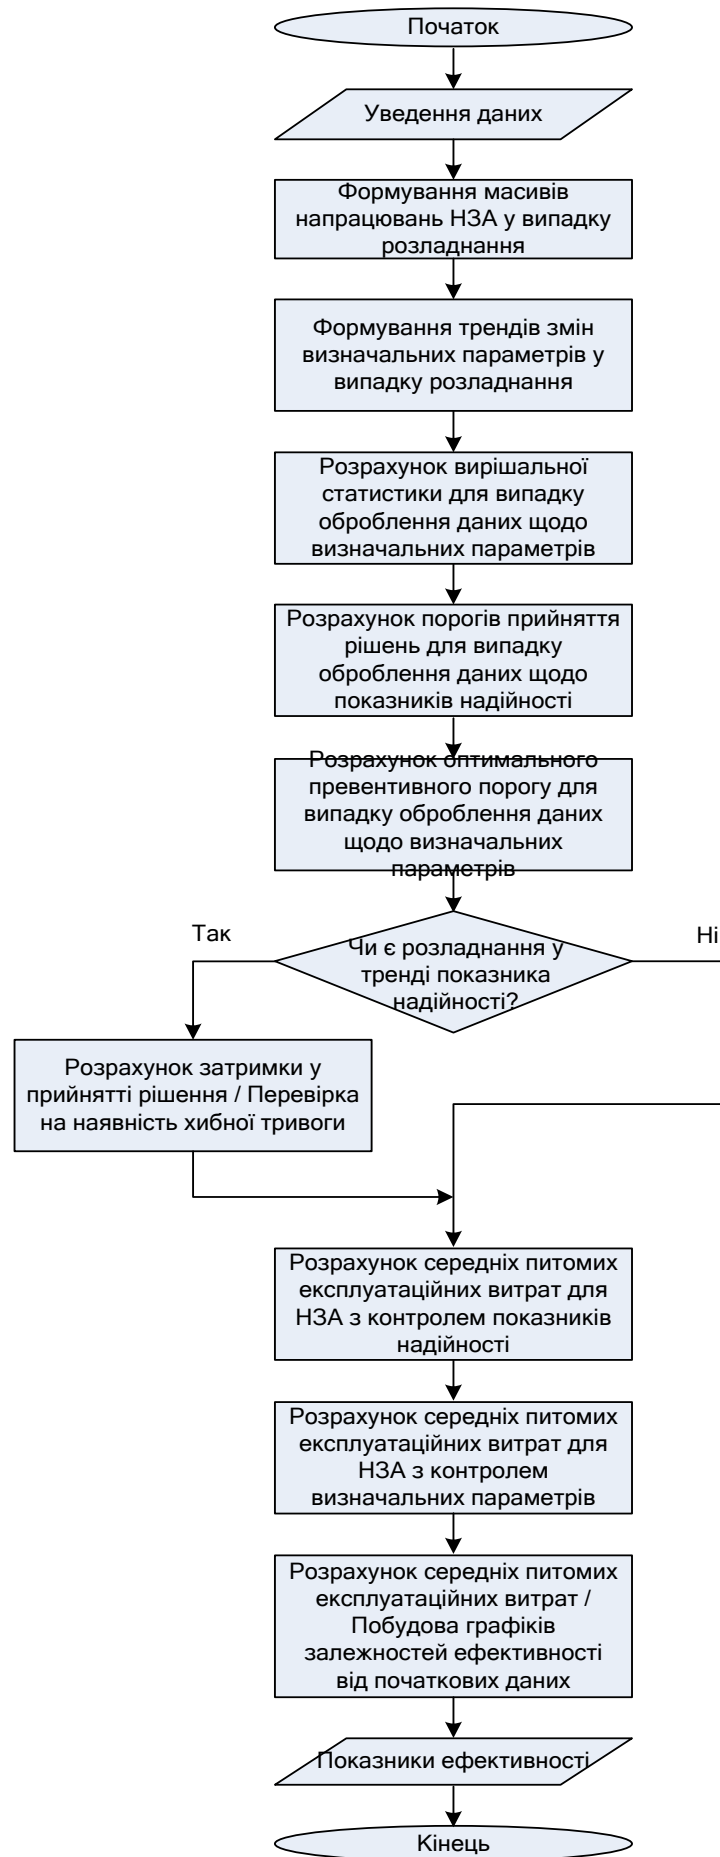 Початок
Уведення даних
Формування масивів
напрацювань НЗА у випадку
розладнання
Формування трендів змін
визначальних параметрів у
випадку розладнання
Розрахунок вирішальної
статистики для випадку
оброблення даних щодо
визначальних параметрів
Розрахунок порогів прийняття
рішень для випадку
оброблення даних щодо
показників надійності
Розрахунок оптимального
превентивного порогу для
випадку оброблення даних
щодо визначальних
параметрів
Так
Ні
Чи є розладнання у
тренді показника
надійності?
Розрахунок затримки у
прийнятті рішення / Перевірка
на наявність хибної тривоги
Розрахунок середніх питомих
експлуатаційних витрат для
НЗА з контролем показників
надійності
Розрахунок середніх питомих
експлуатаційних витрат для
НЗА з контролем
визначальних параметрів
Розрахунок середніх питомих
експлуатаційних витрат /
Побудова графіків
залежностей ефективності
від початкових даних
Показники ефективності
Кінець